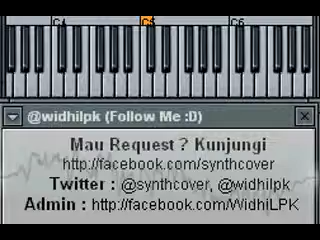 C4 C5 C6
@widhilpk (Follow Me :D)
Mau Request ? Kunjungi
http://facebook.com/synthcover
Twitter : @synthcover, @widhilpk
Admin : http://facebook.com/WidhiLPK